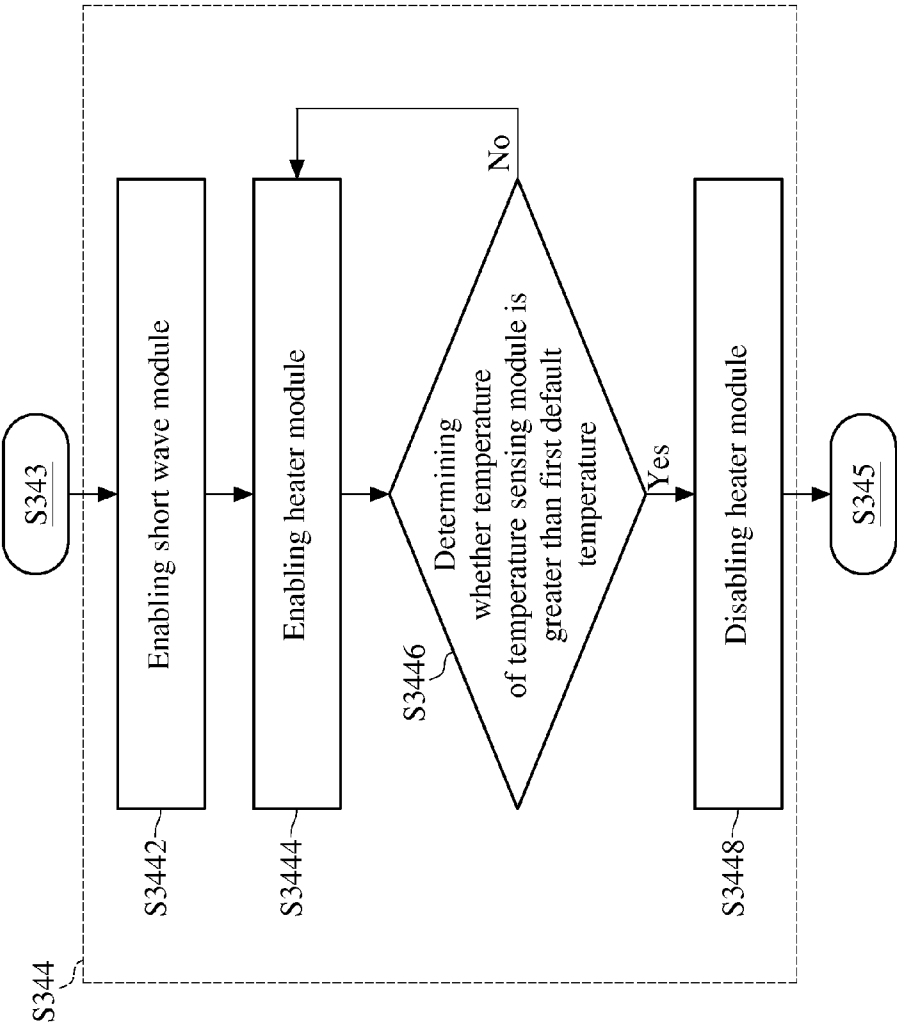 S344
S343
S3442
Enabling short wave module
S3444
Enabling heater module
S3446
Determining
whether temperature
of temperature sensing module is
greater than first default
temperature
No
Yes
S3448
Disabling heater module
S345